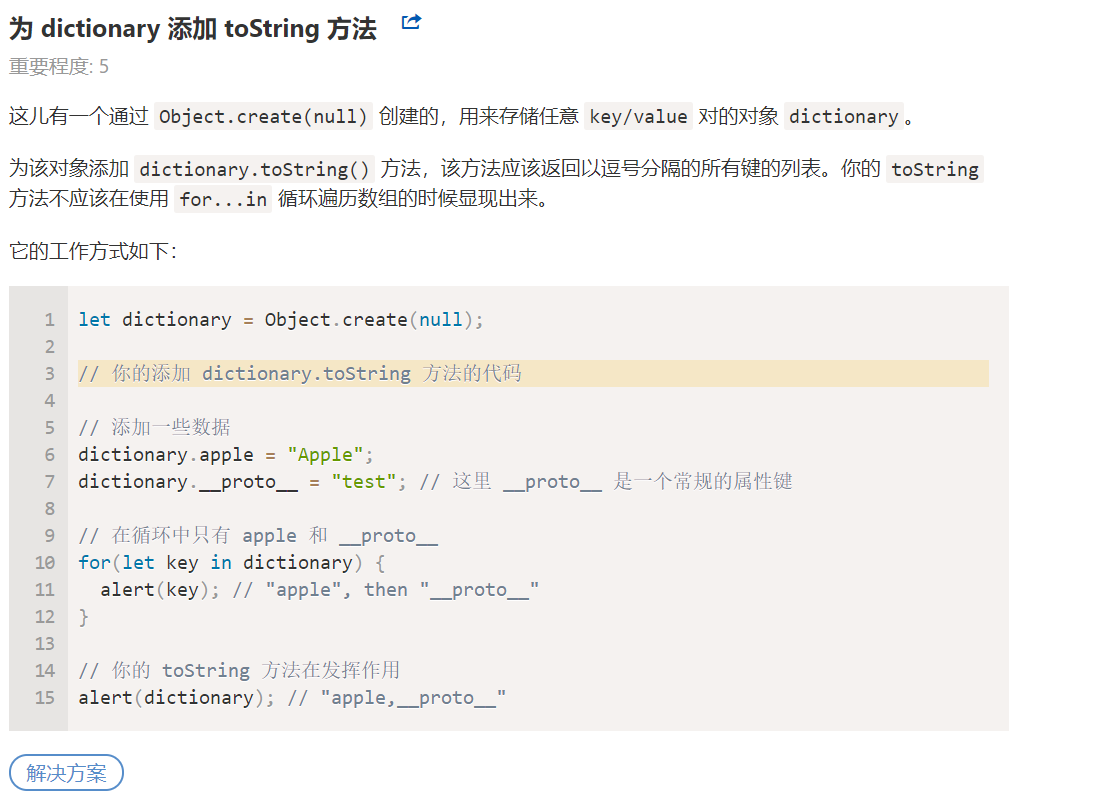 为 dictionary 添加 toString 方法
重要程度: 5
这儿有一个通过 Object.create(null) 创建的，用来存储任意 key/value 对的对象 dictionary。
为该对象添加 dictionary.toString() 方法，该方法应该返回以逗号分隔的所有键的列表。你的 toString
方法不应该在使用 for...in 循环遍历数组的时候显现出来。
它的工作方式如下：
1 let dictionary = Object.create(null);
2
3 // 你的添加 dictionary.toString 方法的代码
4
5 // 添加一些数据
6 dictionary.apple = "Apple";
7 dictionary.__proto__ = "test"; // 这里 __proto__ 是一个常规的属性键
8
9 // 在循环中只有 apple 和 __proto__
10 for(let key in dictionary) {
11   alert(key); // "apple", then "__proto__"
12 }
13
14 // 你的 toString 方法在发挥作用
15 alert(dictionary); // "apple,__proto__"
解决方案